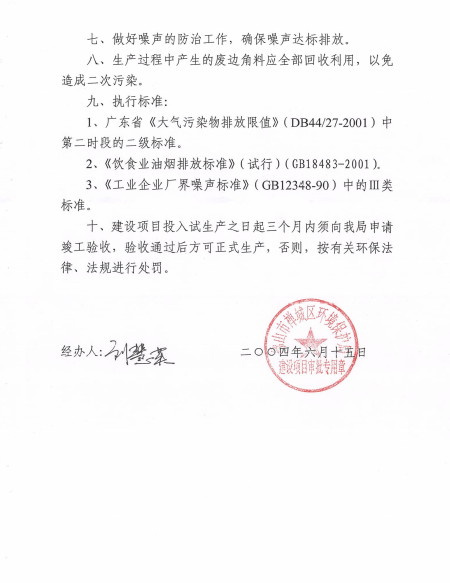 七、做好噪声的防治工作，确保噪声达标排放。
八、生产过程中产生的废边角料应全部回收利用，以免
造成二次污染。
九、执行标准：
1、广东省《大气污染物排放限值》（DB44/27-2001）中
第二时段的二级标准。
2、《饮食业油烟排放标准》（试行）（GB18483-2001）.
3、《工业企业厂界噪声标准》（GB12348-90）中的Ⅲ类
标准。
十、建设项目投入试生产之日起三个月内须向我局申请
竣工验收，验收通过后方可正式生产，否则，按有关环保法
律、法规进行处罚。
山市禅城区环境保护
经办人：
二〇〇四年六月十五日
建设项目审批专用章